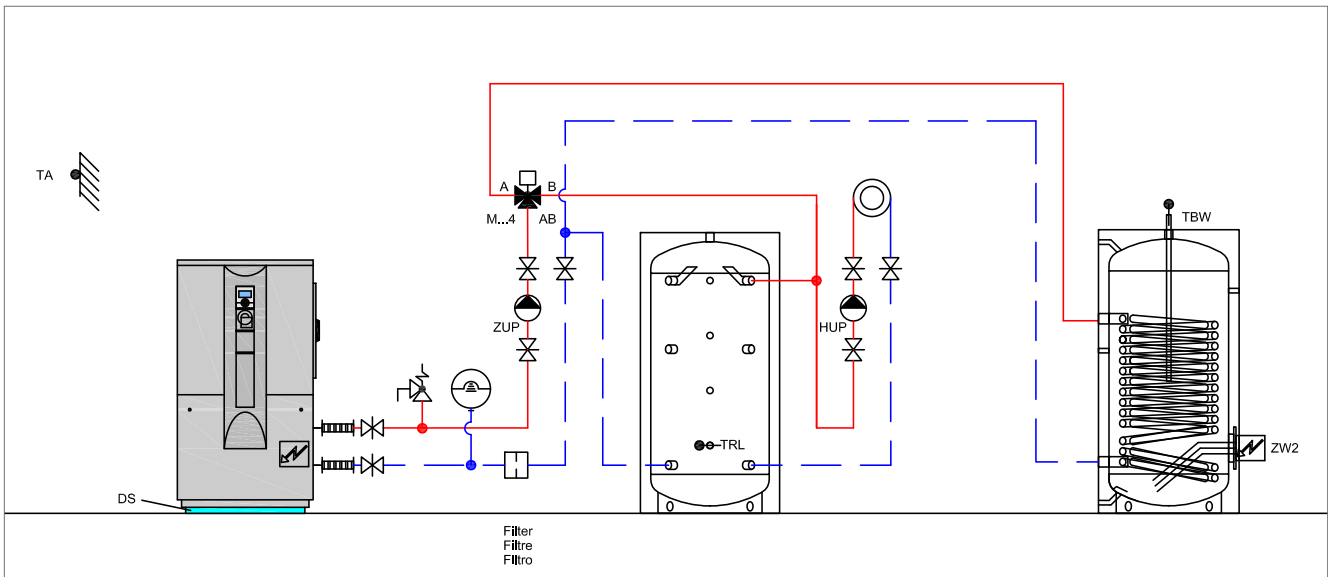 TA
A
B
M...4
AB
TBW
ZUP
HUP
TRL
ZW2
DS
Filter
Filtre
Filtro